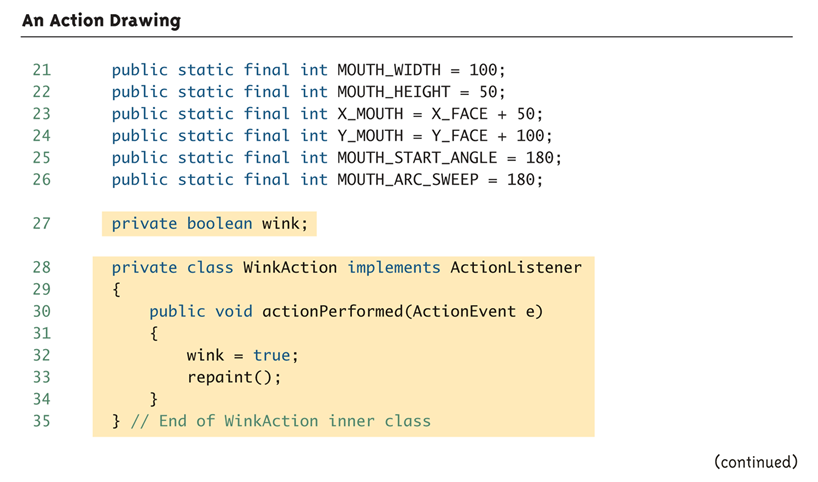 An Action Drawing
21 public static final int MOUTH_WIDTH = 100;
22 public static final int MOUTH_HEIGHT = 50;
23 public static final int X_MOUTH = X_FACE + 50;
24 public static final int Y_MOUTH = Y_FACE + 100;
25 public static final int MOUTH_START_ANGLE = 180;
26 public static final int MOUTH_ARC_SWEEP = 180;
27 private boolean wink;
28 private class WinkAction implements ActionListener
29 {
30 public void actionPerformed(ActionEvent e)
31 {
32 wink = true;
33 repaint();
34 }
35 } // End of WinkAction inner class
(continued)